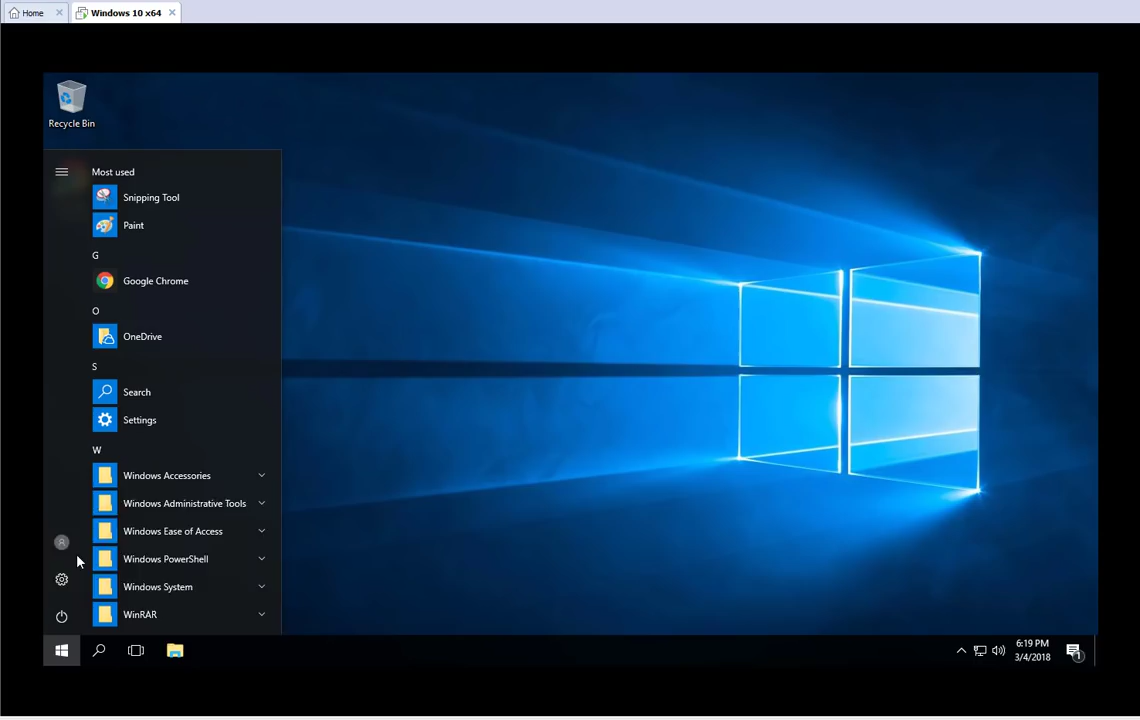 Home
Windows 10 x64
Recycle Bin
Most used
Snipping Tool
Paint
G
Google Chrome
O
OneDrive
S
Search
Settings
W
Windows Accessories
Windows Administrative Tools
Windows Ease of Access
Windows PowerShell
Windows System
WinRAR
6:19 PM
3/4/2018
1